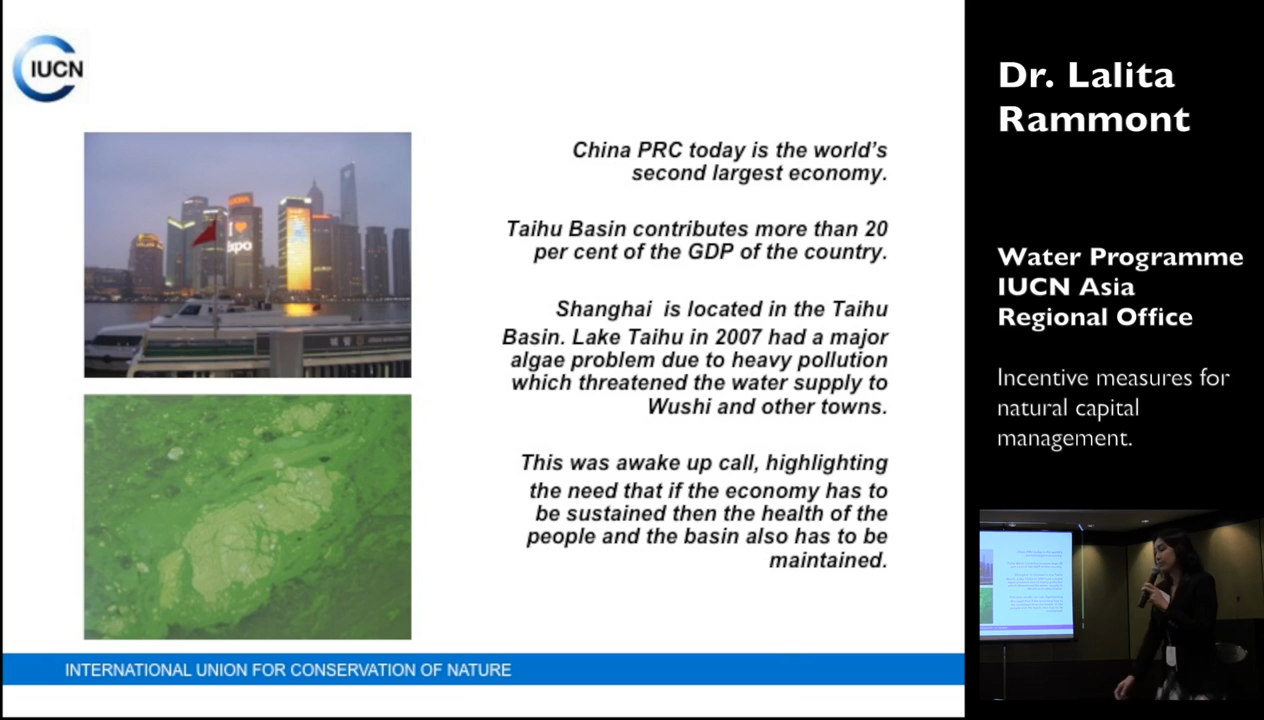 IUCN
China PRC today is the world's
second largest economy.
Taihu Basin contributes more than 20
per cent of the GDP of the country.
Shanghai is located in the Taihu
Basin. Lake Taihu in 2007 had a major
algae problem due to heavy pollution
which threatened the water supply to
Wushi and other towns.
This was awake up call, highlighting
the need that if the economy has to
be sustained then the health of the
people and the basin also has to be
maintained.
I ❤
Expo
INTERNATIONAL UNION FOR CONSERVATION OF NATURE
Dr. Lalita
Rammont
Water Programme
IUCN Asia
Regional Office
Incentive measures for
natural capital
management.